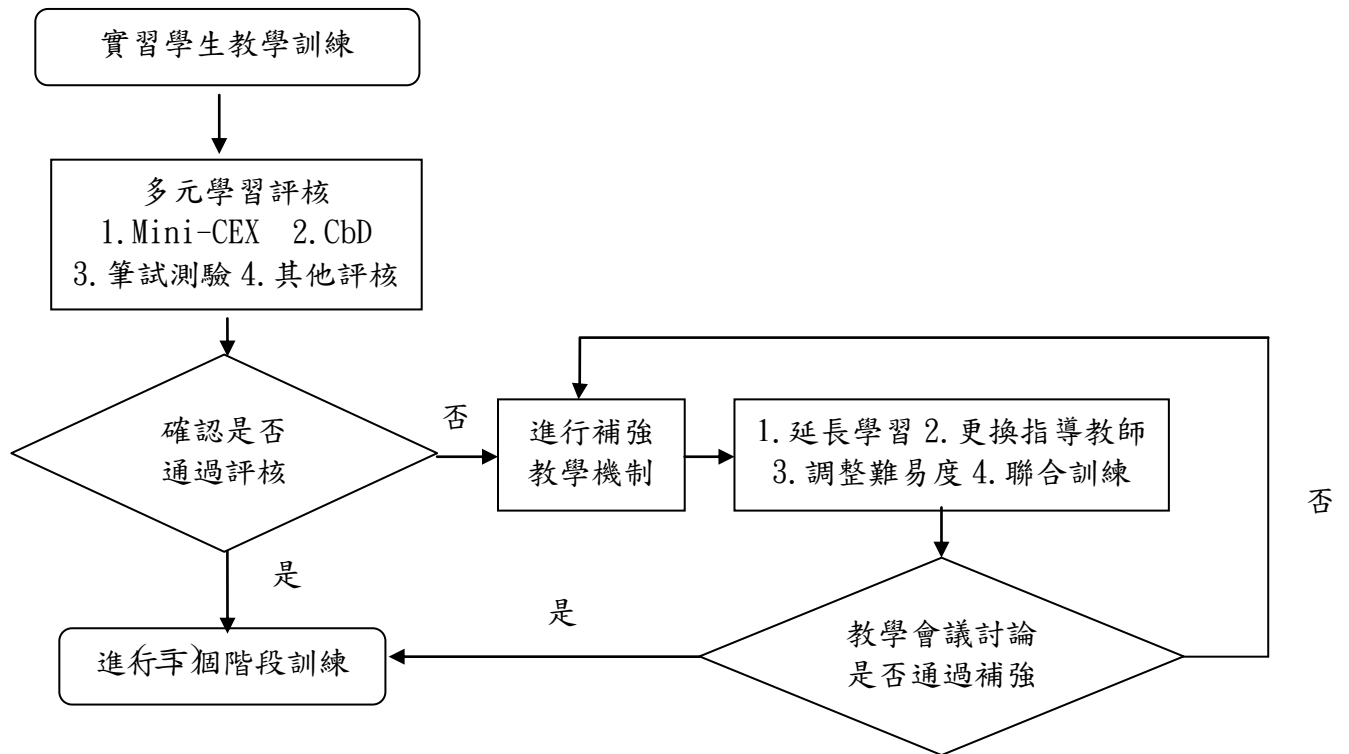 實習學生教學訓練
多元學習評核
1.Mini-CEX 2.CbD
3.筆試測驗 4.其他評核
確認是否
通過評核
否
進行補強
教學機制
1.延長學習 2.更換指導教師
3.調整難易度 4.聯合訓練
否
是
是
教學會議討論
是否通過補強
個階段訓練